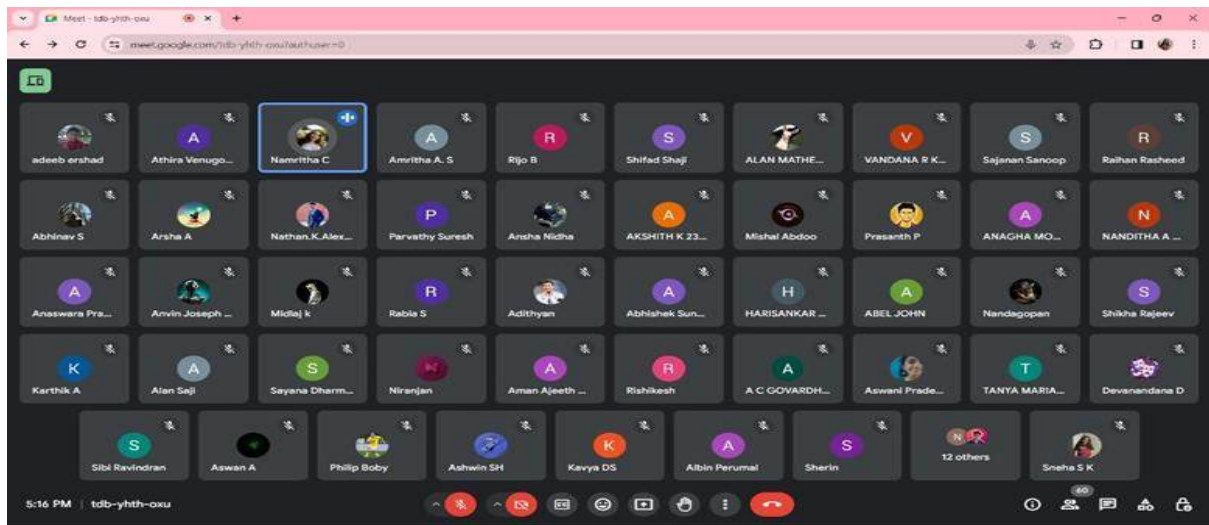 Meet - tdb-yhth-oxu
meet.google.com/tdb-yhth-oxu?authuser=0
adeeb ershad Athira Venugo... Namritha C Amritha A. S Rijo B Shifad Shaji ALAN MATHE... VANDANA R K... Sajanan Sanoop Raihan Rasheed
A A R S V S R
Abhinav S Arsha A Nathan.K.Alex... Parvathy Suresh Ansha Nidha AKSHITH K 23... Mishal Abdoo Prasanth P ANAGHA MO... NANDITHA A ...
P A A N
Anaswara Pra... Anvin Joseph ... Midlaj k Rabia S Adithyan Abhishek Sun... HARISANKAR ... ABEL JOHN Nandagopan Shikha Rajeev
A R A H A S
Karthik A Alan Saji Sayana Dharm... Niranjan Aman Ajeeth ... Rishikesh A C GOVARDH... Aswani Prade... TANYA MARIA... Devanandana D
K A S A R A T
Sibi Ravindran Aswan A Philip Boby Ashwin SH Kavya DS Albin Perumal Sherin 12 others Sneha S K
S K A S N
5:16 PM | tdb-yhth-oxu
60